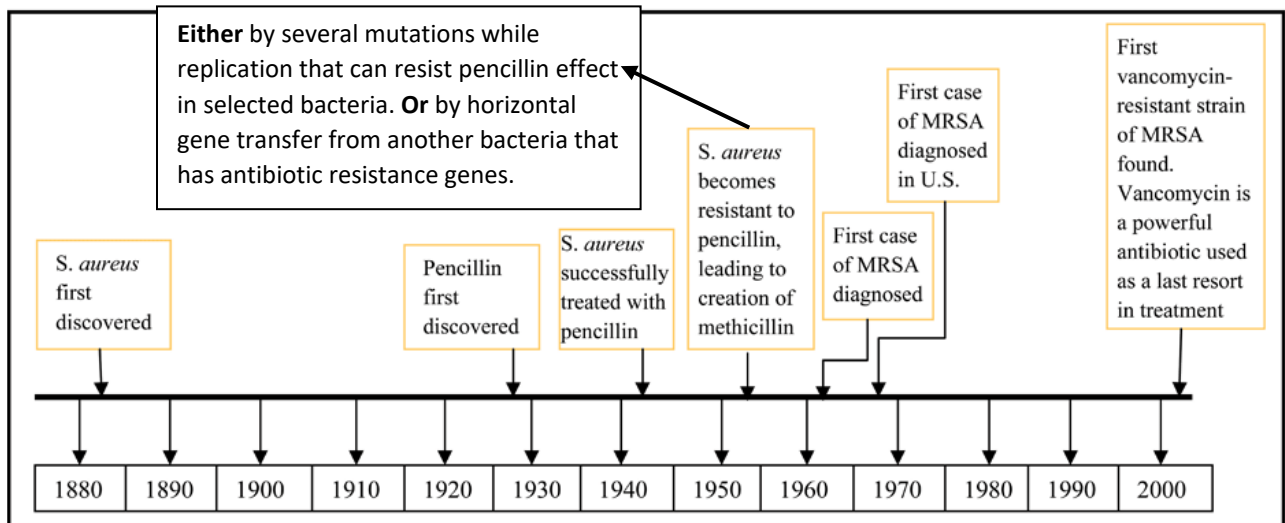 Either by several mutations while
replication that can resist pencillin effect
in selected bacteria. Or by horizontal
gene transfer from another bacteria that
has antibiotic resistance genes.
S. aureus
first
discovered
Pencillin
first
discovered
S. aureus
successfully
treated with
pencillin
S. aureus
becomes
resistant to
pencillin,
leading to
creation of
methicillin
First case
of MRSA
diagnosed
First case
of MRSA
diagnosed
in U.S.
First
vancomycin-
resistant strain
of MRSA
found.
Vancomycin is
a powerful
antibiotic used
as a last resort
in treatment
1880 1890 1900 1910 1920 1930 1940 1950 1960 1970 1980 1990 2000